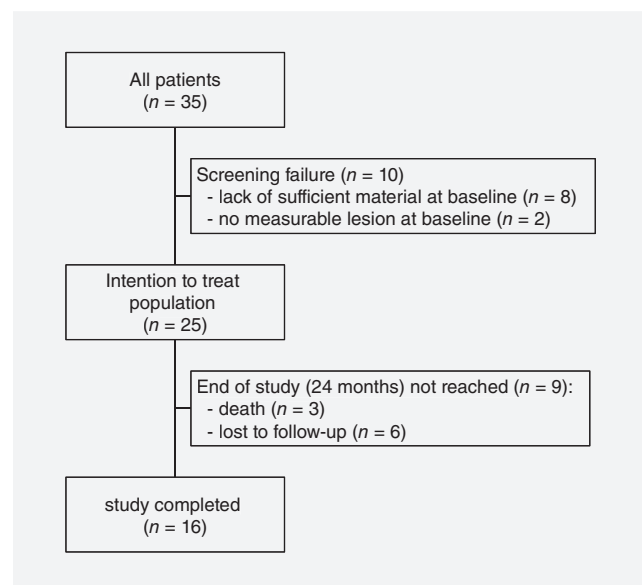 All patients
(n = 35)
Screening failure (n = 10)
- lack of sufficient material at baseline (n = 8)
- no measurable lesion at baseline (n = 2)
Intention to treat
population
(n = 25)
End of study (24 months) not reached (n = 9):
- death (n = 3)
- lost to follow-up (n = 6)
study completed
(n = 16)